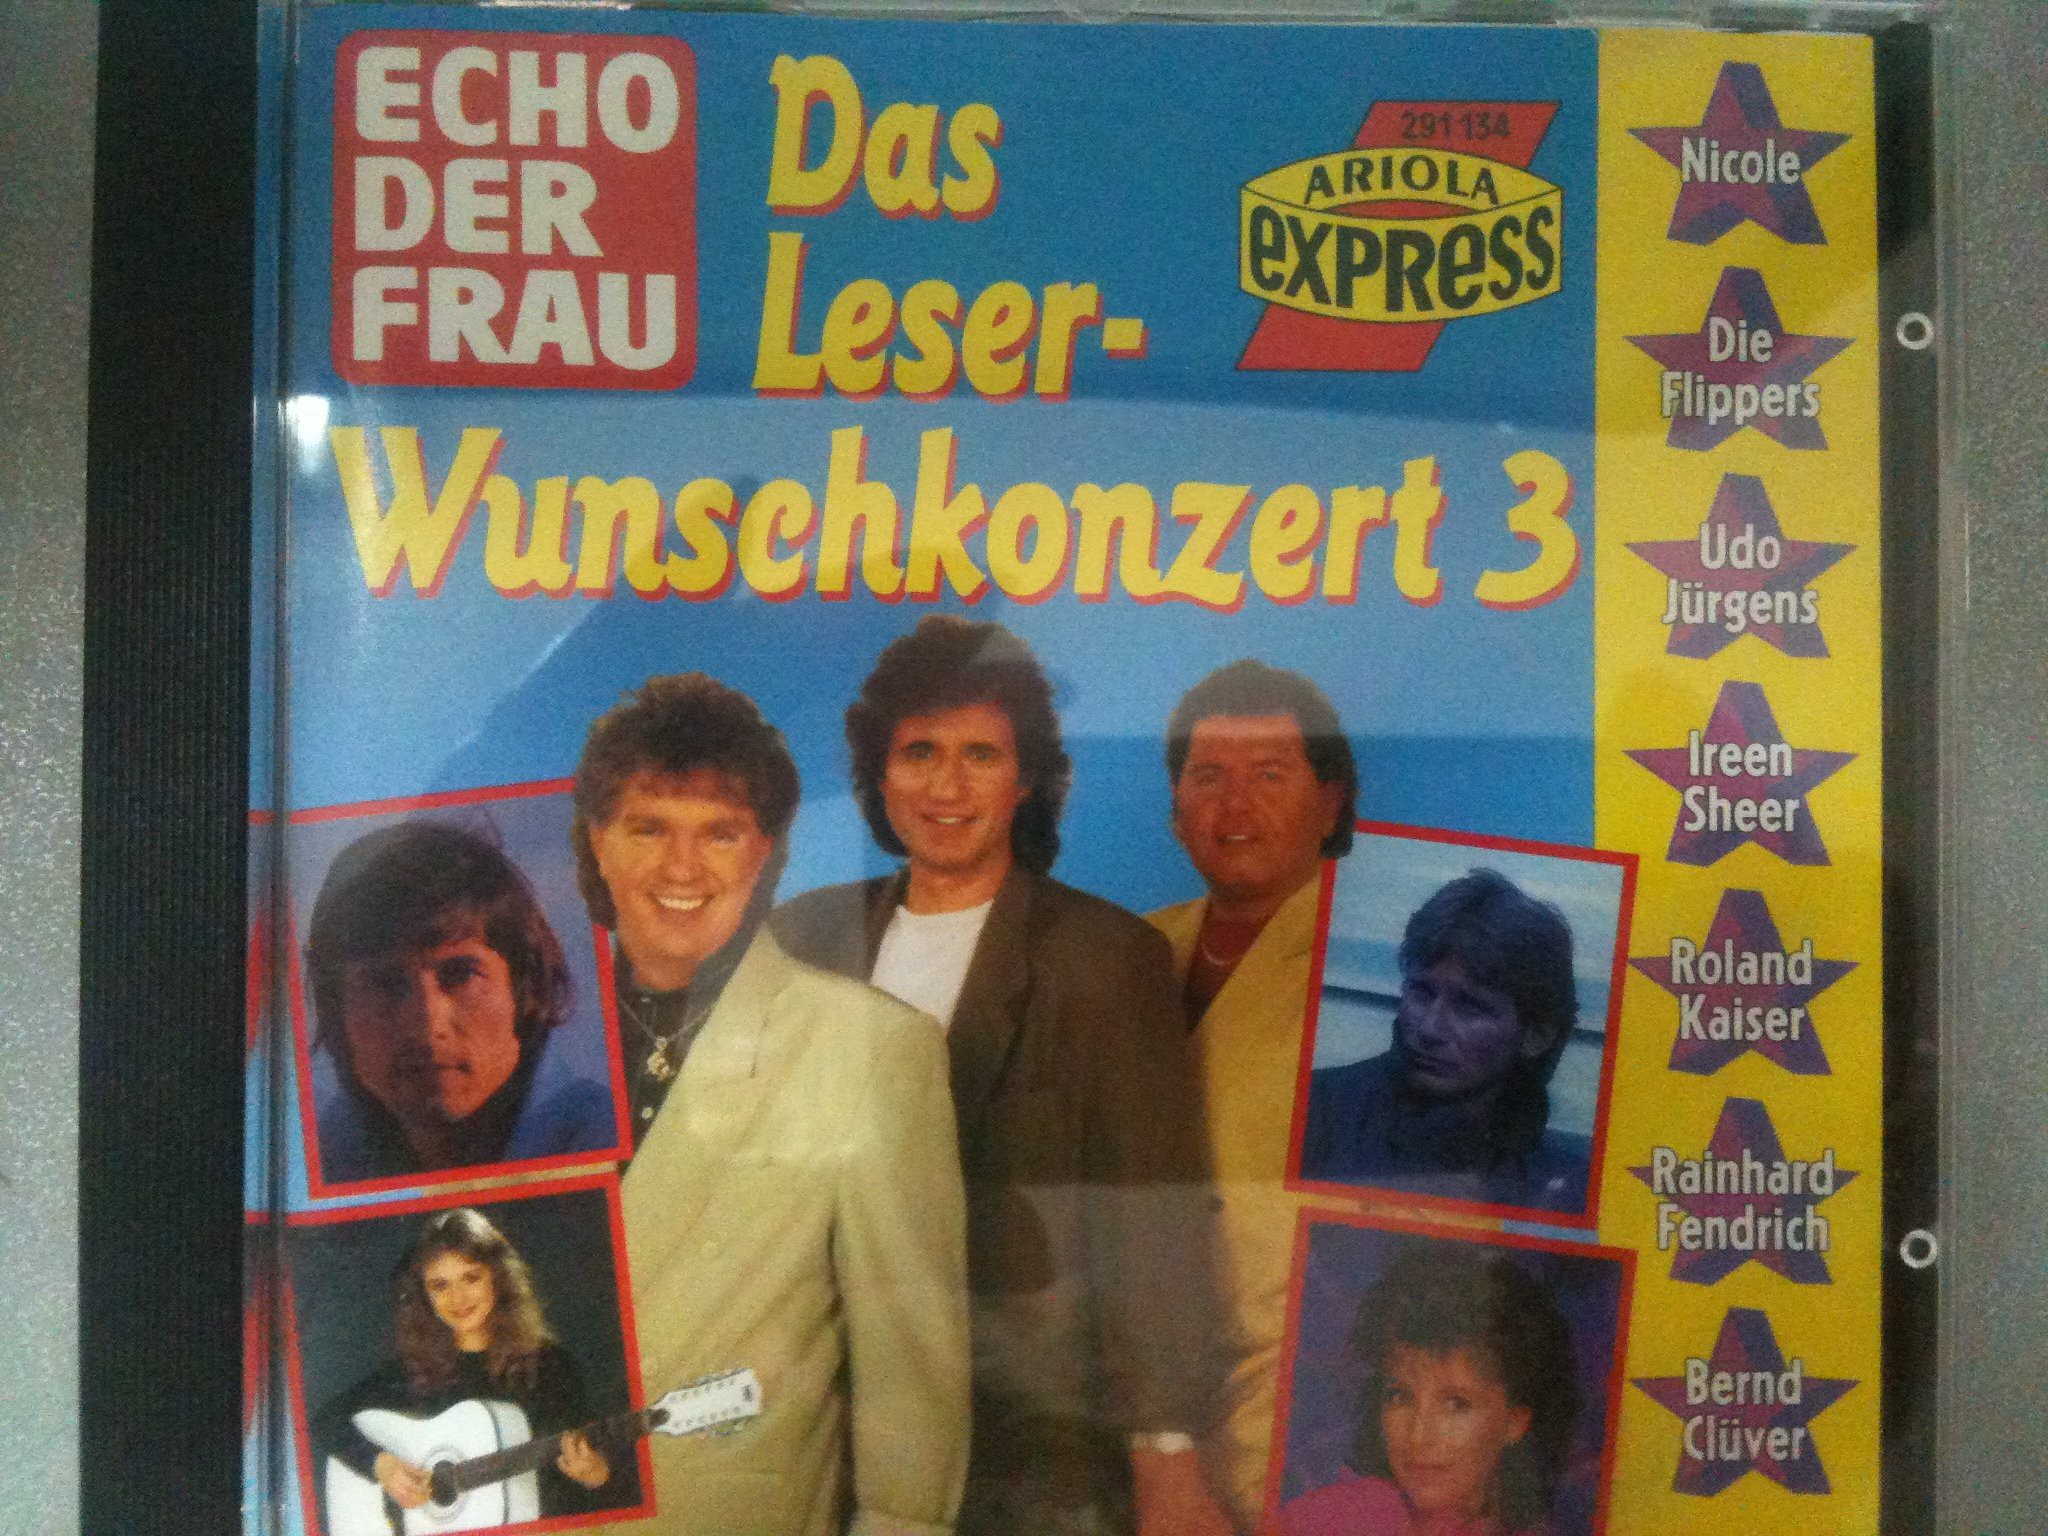 ECHO
DER
FRAU
Das
Leser-
Wunschkonzert 3
291 134
ARIOLA
EXPRESS
Nicole
Die
Flippers
Udo
Jürgens
Ireen
Sheer
Roland
Kaiser
Rainhard
Fendrich
Bernd
Clüver